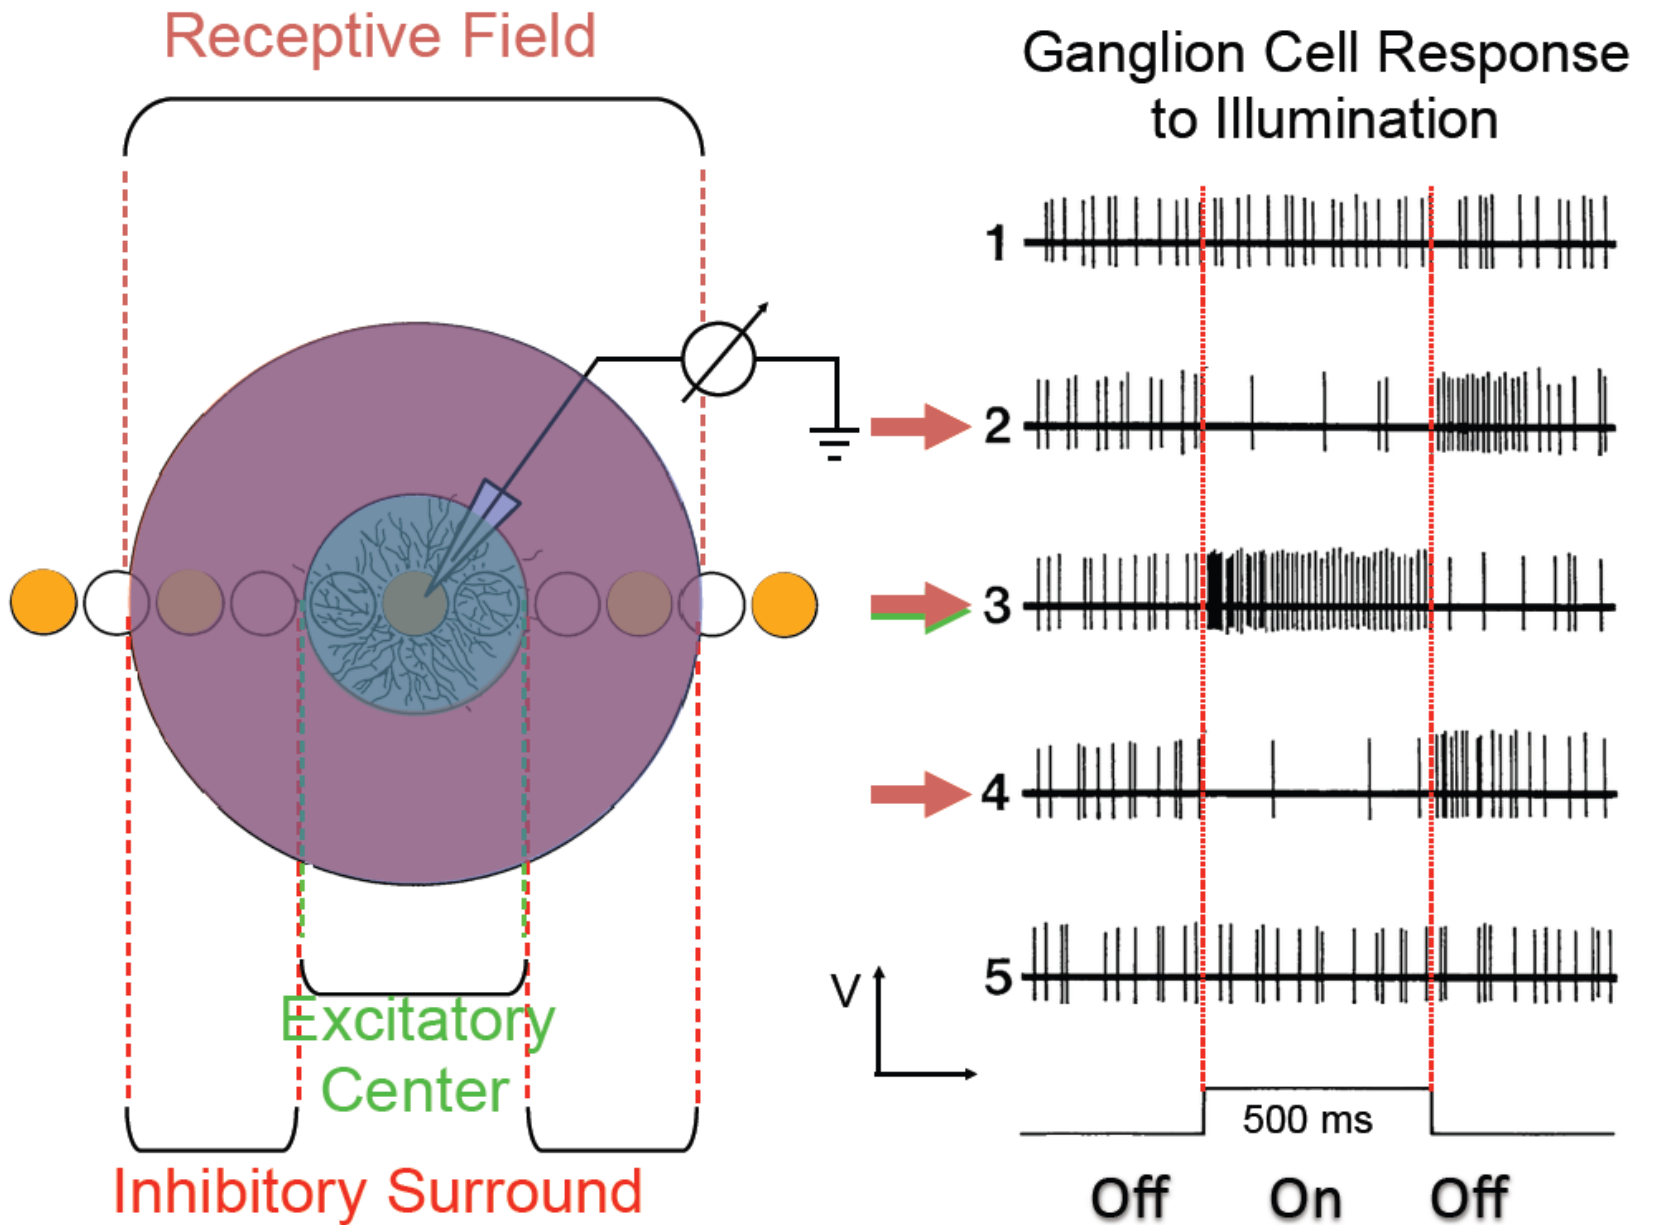 Receptive Field
Ganglion Cell Response
to Illumination
1
2
3
4
5
V
Excitatory
Center
500 ms
Inhibitory Surround
Off On Off